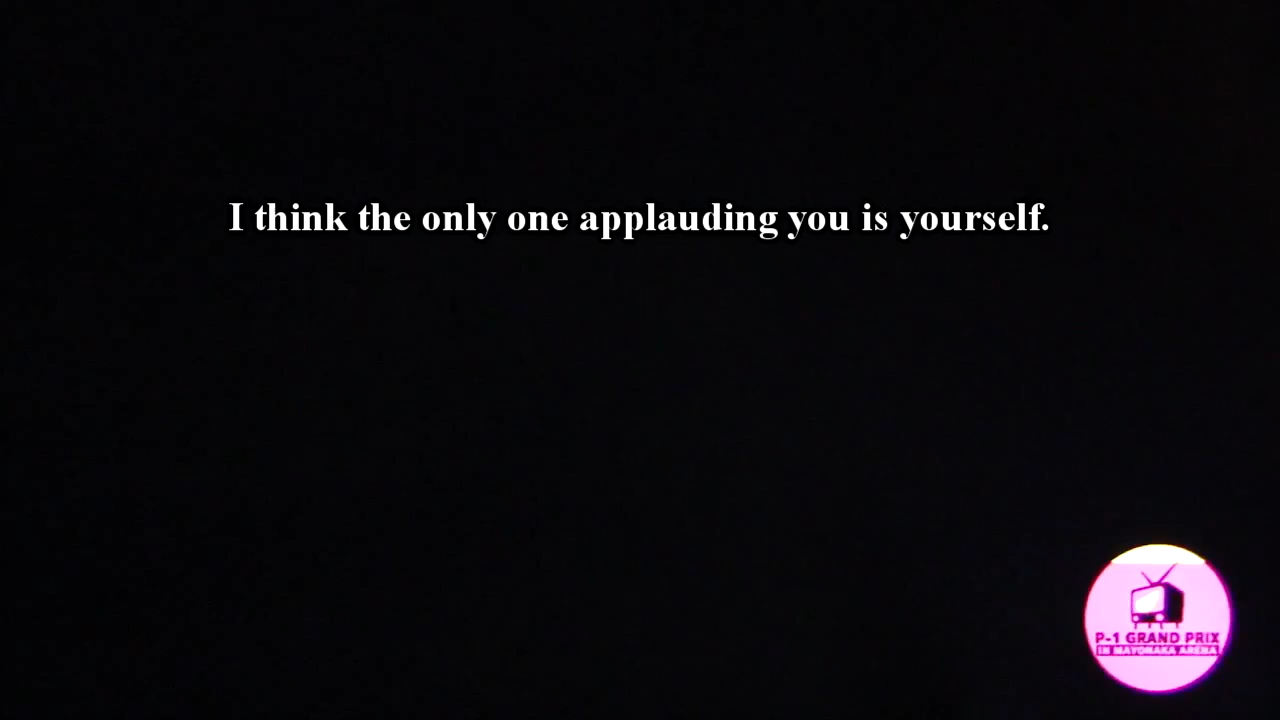 I think the only one applauding you is yourself.
P-1 GRAND PRIX
IN MAYONAKA ARENA